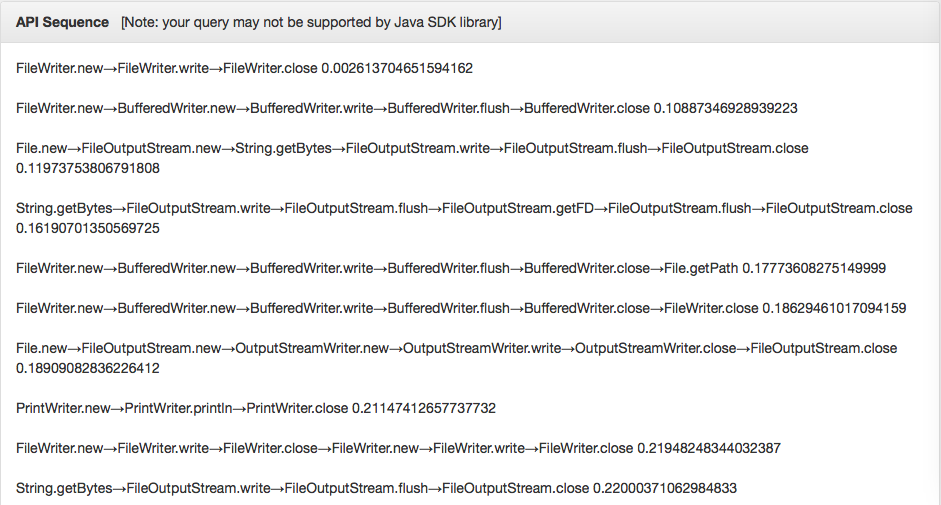 API Sequence [Note: your query may not be supported by Java SDK library]
FileWriter.new→FileWriter.write→FileWriter.close 0.002613704651594162
FileWriter.new→BufferedWriter.new→BufferedWriter.write→BufferedWriter.flush→BufferedWriter.close 0.10887346928939223
File.new→FileOutputStream.new→String.getBytes→FileOutputStream.write→FileOutputStream.flush→FileOutputStream.close
0.11973753806791808
String.getBytes→FileOutputStream.write→FileOutputStream.flush→FileOutputStream.getFD→FileOutputStream.flush→FileOutputStream.close
0.16190701350569725
FileWriter.new→BufferedWriter.new→BufferedWriter.write→BufferedWriter.flush→BufferedWriter.close→File.getPath 0.17773608275149999
FileWriter.new→BufferedWriter.new→BufferedWriter.write→BufferedWriter.flush→BufferedWriter.close→FileWriter.close 0.18629461017094159
File.new→FileOutputStream.new→OutputStreamWriter.new→OutputStreamWriter.write→OutputStreamWriter.close→FileOutputStream.close
0.18909082836226412
PrintWriter.new→PrintWriter.println→PrintWriter.close 0.21147412657737732
FileWriter.new→FileWriter.write→FileWriter.close→FileWriter.new→FileWriter.write→FileWriter.close 0.21948248344032387
String.getBytes→FileOutputStream.write→FileOutputStream.flush→FileOutputStream.close 0.22000371062984833